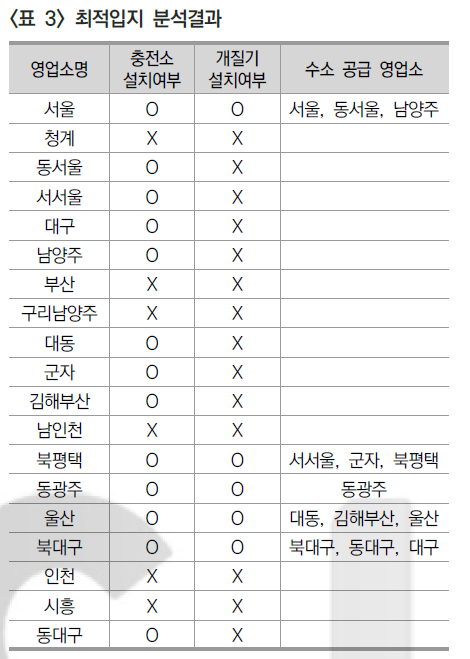 <표 3> 최적입지 분석결과
영업소명 충전소 설치여부 개질기 설치여부 수소 공급 영업소
서울 O O 서울, 동서울, 남양주
청계 X X
동서울 O X
서서울 O X
대구 O X
남양주 O X
부산 X X
구리남양주 X X
대동 O X
군자 O X
김해부산 O X
남인천 X X
북평택 O O 서서울, 군자, 북평택
동광주 O O 동광주
울산 O O 대동, 김해부산, 울산
북대구 O O 북대구, 동대구, 대구
인천 X X
시흥 X X
동대구 O X